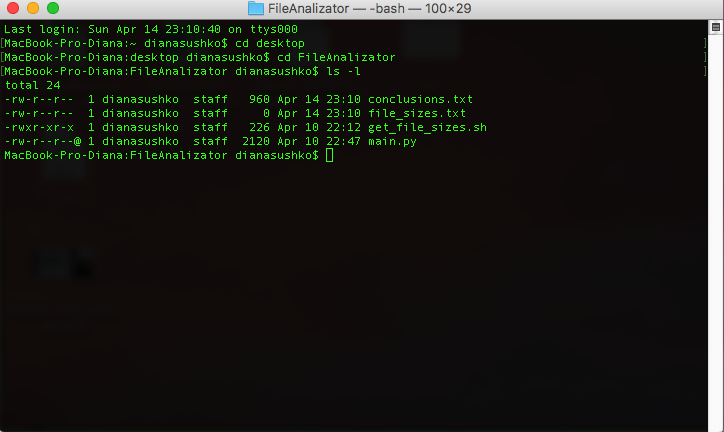 FileAnalizator — -bash — 100×29
Last login: Sun Apr 14 23:10:40 on ttys000
[MacBook-Pro-Diana:~ dianasushko$ cd desktop ]
[MacBook-Pro-Diana:desktop dianasushko$ cd FileAnalizator ]
[MacBook-Pro-Diana:FileAnalizator dianasushko$ ls -l ]
total 24
-rw-r--r--  1 dianasushko  staff   960 Apr 14 23:10 conclusions.txt
-rw-r--r--  1 dianasushko  staff     0 Apr 14 23:10 file_sizes.txt
-rwxr-xr-x  1 dianasushko  staff   226 Apr 10 22:12 get_file_sizes.sh
-rw-r--r--@ 1 dianasushko  staff  2120 Apr 10 22:47 main.py
MacBook-Pro-Diana:FileAnalizator dianasushko$